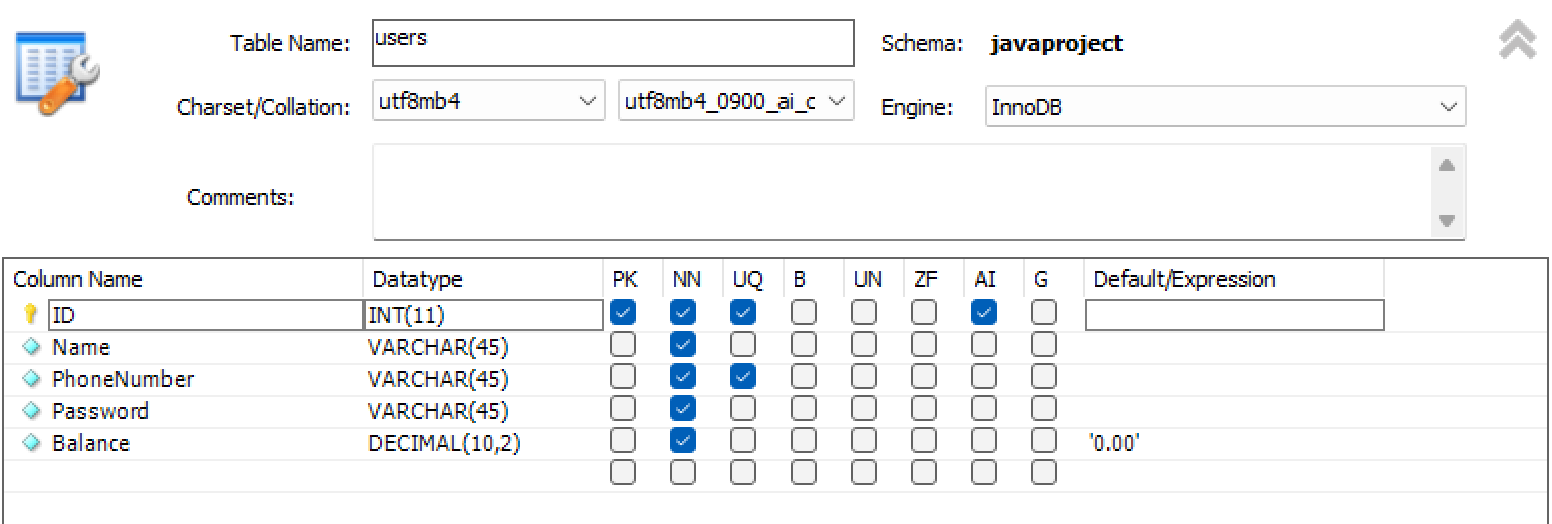 Table Name: users Schema: javaproject
Charset/Collation: utf8mb4 utf8mb4_0900_ai_c Engine: InnoDB
Comments:
Column Name Datatype PK NN UQ B UN ZF AI G Default/Expression
ID INT(11)
Name VARCHAR(45)
PhoneNumber VARCHAR(45)
Password VARCHAR(45)
Balance DECIMAL(10,2) '0.00'